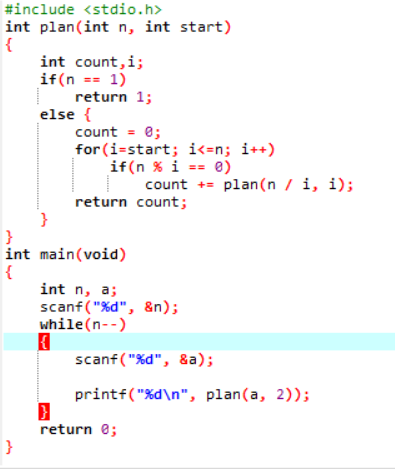 #include <stdio.h>
int plan(int n, int start)
{
    int count,i;
    if(n == 1)
        return 1;
    else {
        count = 0;
        for(i=start; i<=n; i++)
            if(n % i == 0)
                count += plan(n / i, i);
        return count;
    }
}
int main(void)
{
    int n, a;
    scanf("%d", &n);
    while(n--)
    {
        scanf("%d", &a);

        printf("%d\n", plan(a, 2));
    }
    return 0;
}